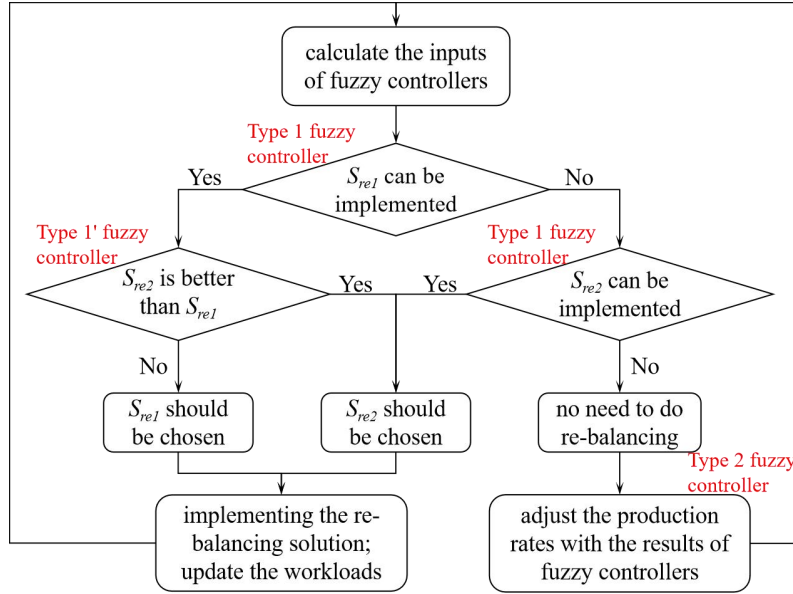 calculate the inputs
of fuzzy controllers
Type 1 fuzzy
controller
Yes
S_re1 can be
implemented
No
Type 1' fuzzy
controller
S_re2 is better
than S_re1
Yes
Type 1 fuzzy
controller
Yes
S_re2 can be
implemented
No
No
S_re1 should
be chosen
S_re2 should
be chosen
no need to do
re-balancing
Type 2 fuzzy
controller
implementing the re-
balancing solution;
update the workloads
adjust the production
rates with the results of
fuzzy controllers